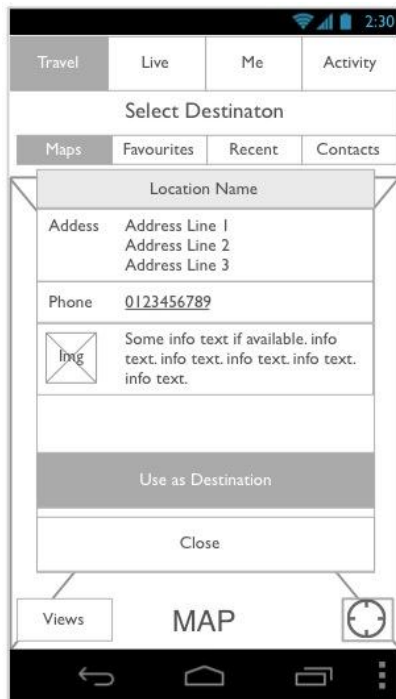 2:30
Travel Live Me Activity
Select Destinaton
Maps Favourites Recent Contacts
Location Name
Addess Address Line 1
Address Line 2
Address Line 3
Phone 0123456789
Img Some info text if available. info
text. info text. info text. info text.
info text.
Use as Destination
Close
Views MAP